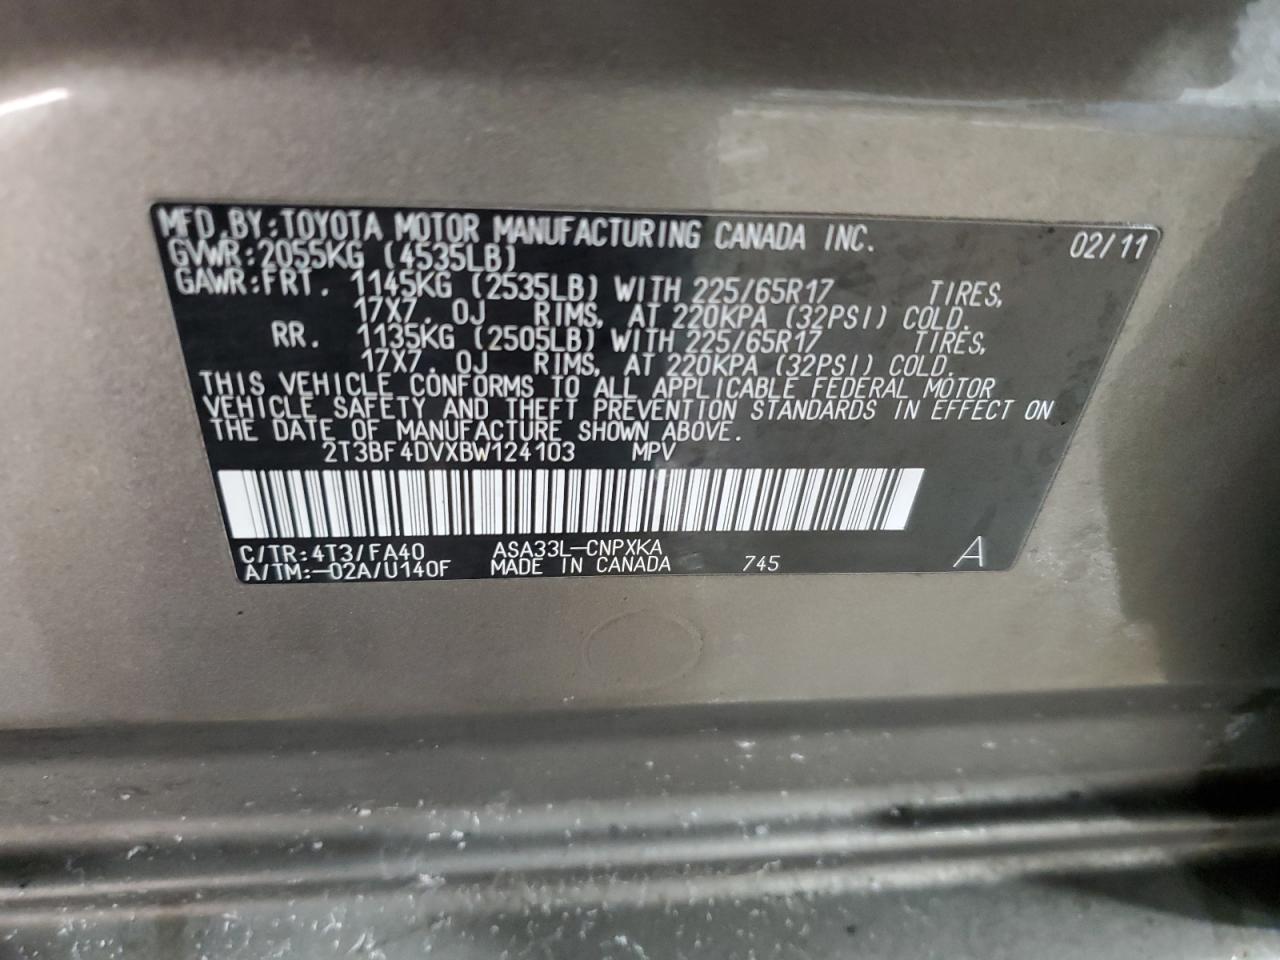 MFD.BY:TOYOTA MOTOR MANUFACTURING CANADA INC. 02/11
GVWR:2055KG (4535LB)
GAWR:FRT. 1145KG (2535LB) WITH 225/65R17 TIRES,
17X7.0J RIMS, AT 220KPA (32PSI) COLD.
RR. 1135KG (2505LB) WITH 225/65R17 TIRES,
17X7.0J RIMS, AT 220KPA (32PSI) COLD.
THIS VEHICLE CONFORMS TO ALL APPLICABLE FEDERAL MOTOR
VEHICLE SAFETY AND THEFT PREVENTION STANDARDS IN EFFECT ON
THE DATE OF MANUFACTURE SHOWN ABOVE.
2T3BF4DVXBW124103 MPV
C/TR:4T3/FA40 ASA33L-CNPXKA
A/TM:-02A/U140F MADE IN CANADA 745 A